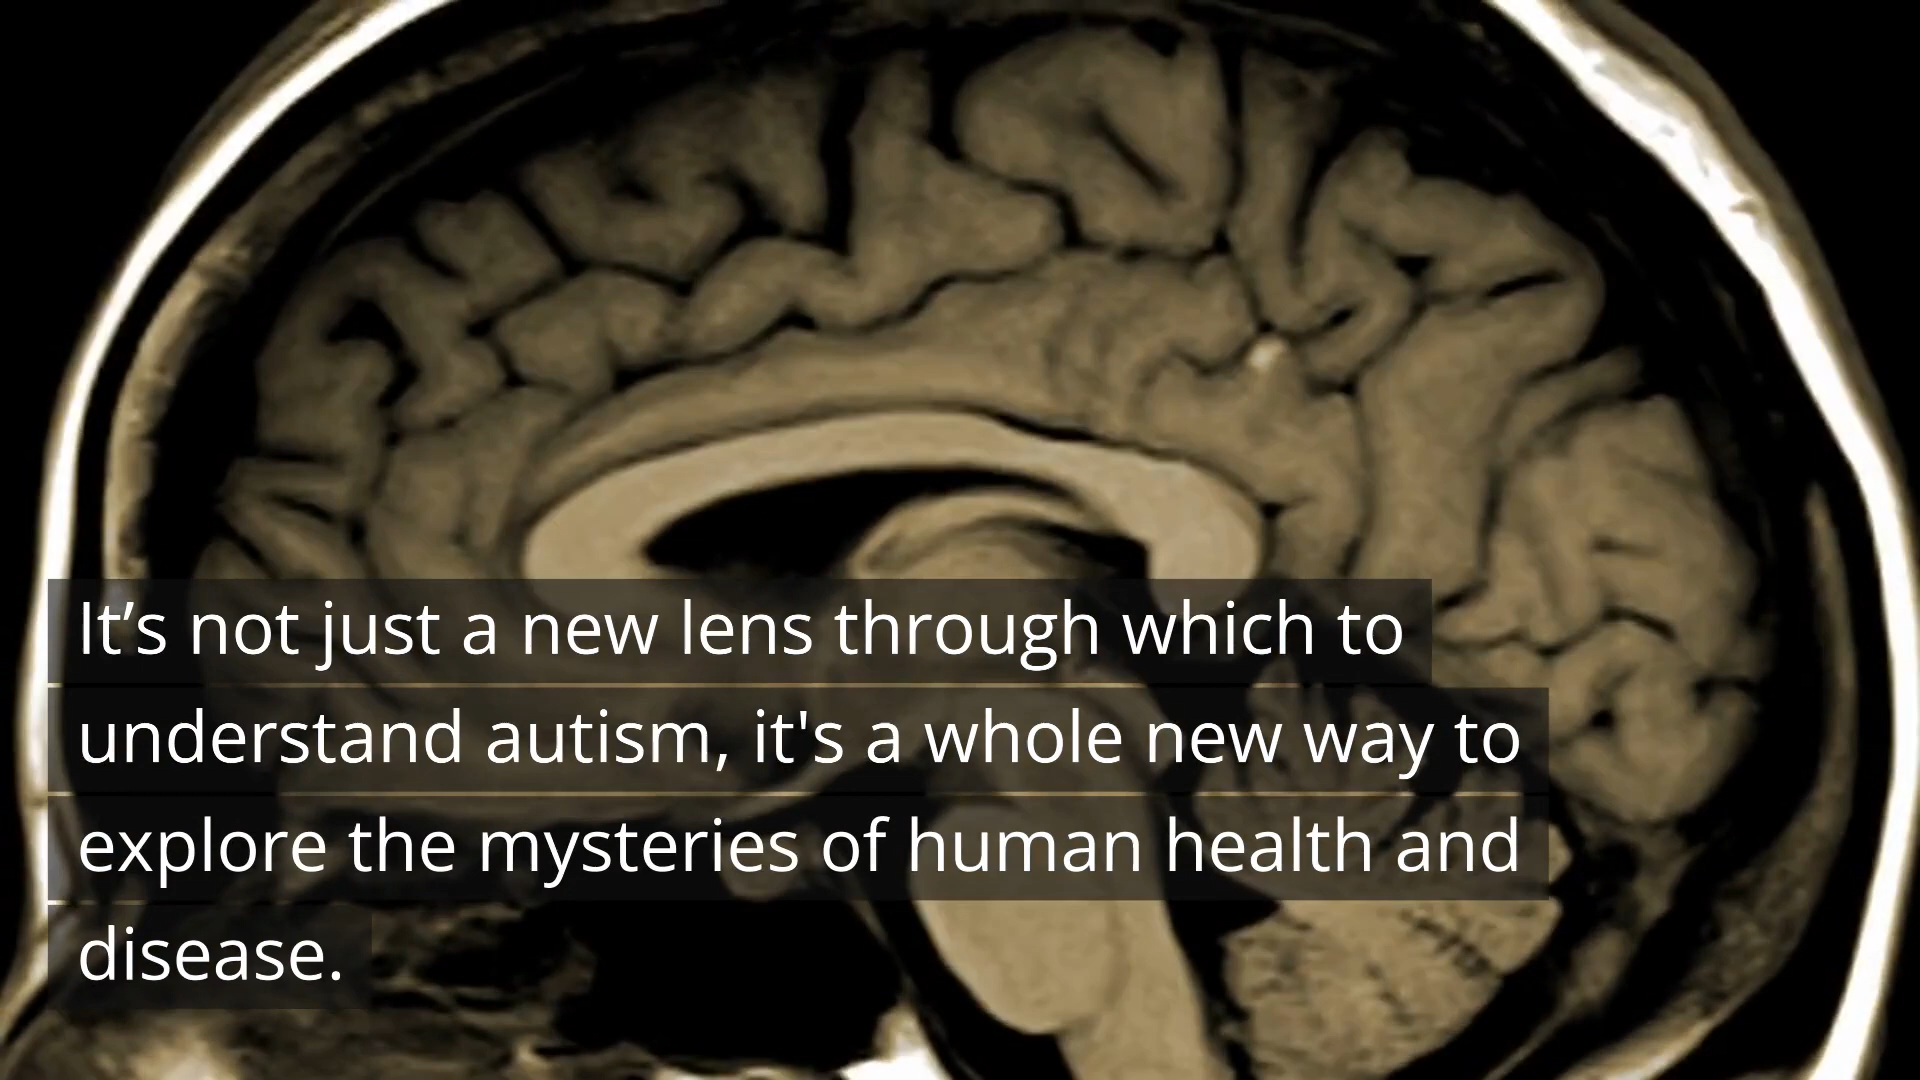 It’s not just a new lens through which to
understand autism, it's a whole new way to
explore the mysteries of human health and
disease.